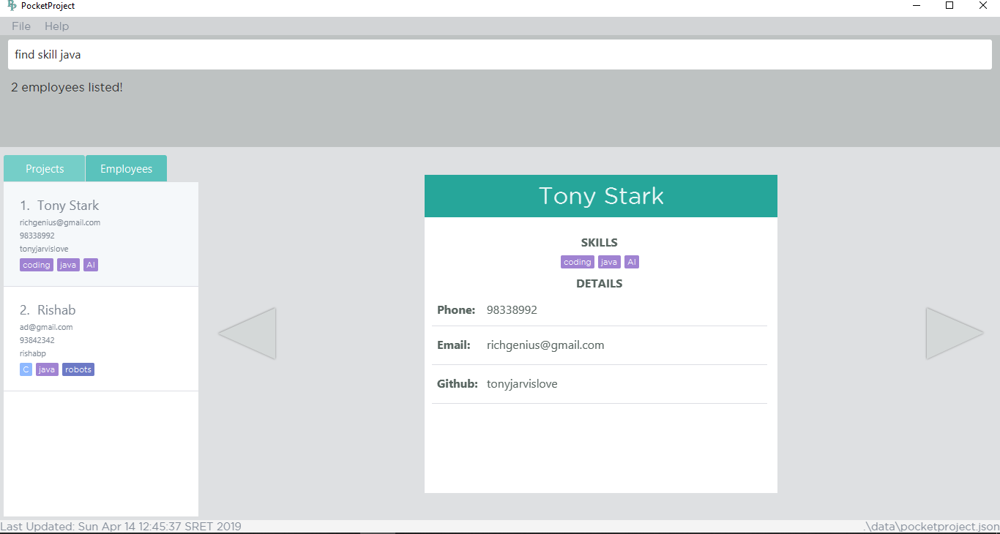 PocketProject
File Help
find skill java
2 employees listed!
Projects Employees
1. Tony Stark
richgenius@gmail.com
98338992
tonyjarvislove
coding java AI
2. Rishab
ad@gmail.com
93842342
rishabp
C java robots
Tony Stark
SKILLS
coding java AI
DETAILS
Phone: 98338992
Email: richgenius@gmail.com
Github: tonyjarvislove
Last Updated: Sun Apr 14 12:45:37 SRET 2019
.\data\pocketproject.json